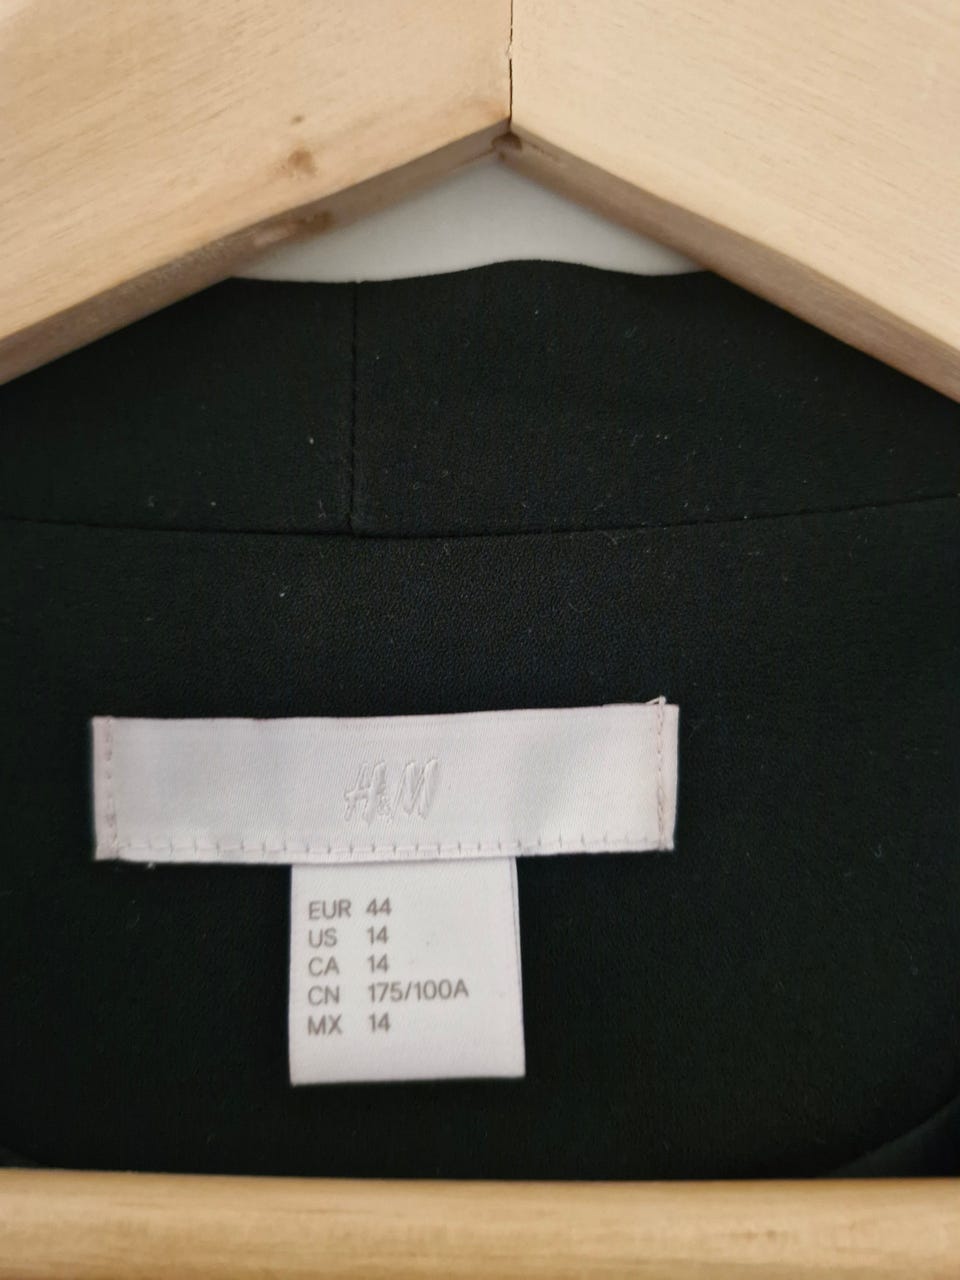 H&M
EUR 44
US 14
CA 14
CN 175/100A
MX 14